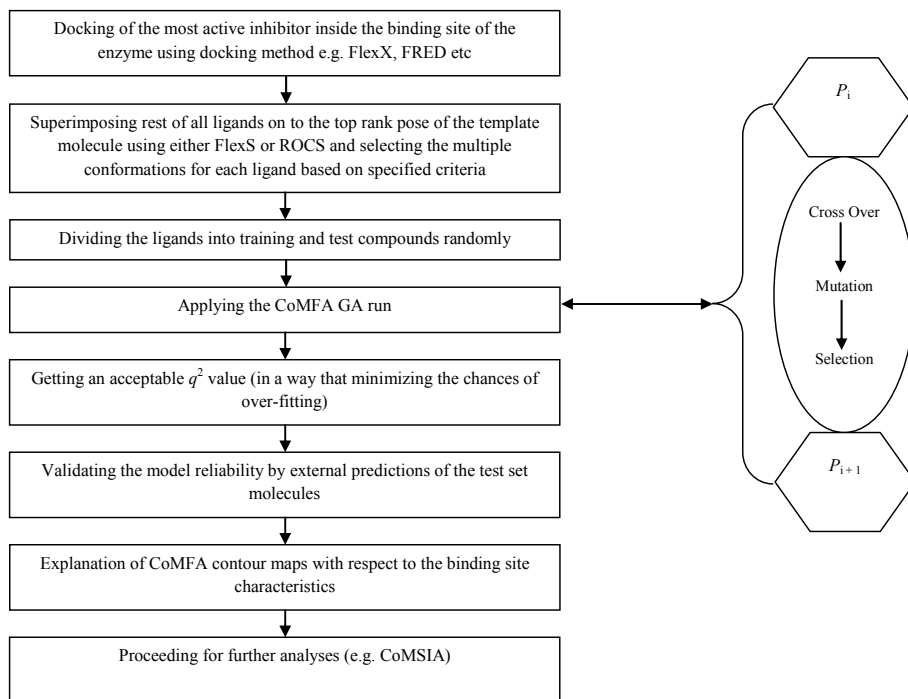 Docking of the most active inhibitor inside the binding site of
the enzyme using docking method e.g. FlexX, FRED etc
Superimposing rest of all ligands on to the top rank pose of the template
molecule using either FlexS or ROCS and selecting the multiple
conformations for each ligand based on specified criteria
Dividing the ligands into training and test compounds randomly
Applying the CoMFA GA run
Getting an acceptable q² value (in a way that minimizing the chances of
over-fitting)
Validating the model reliability by external predictions of the test set
molecules
Explanation of CoMFA contour maps with respect to the binding site
characteristics
Proceeding for further analyses (e.g. CoMSIA)
Pi
Cross Over
Mutation
Selection
Pi + 1